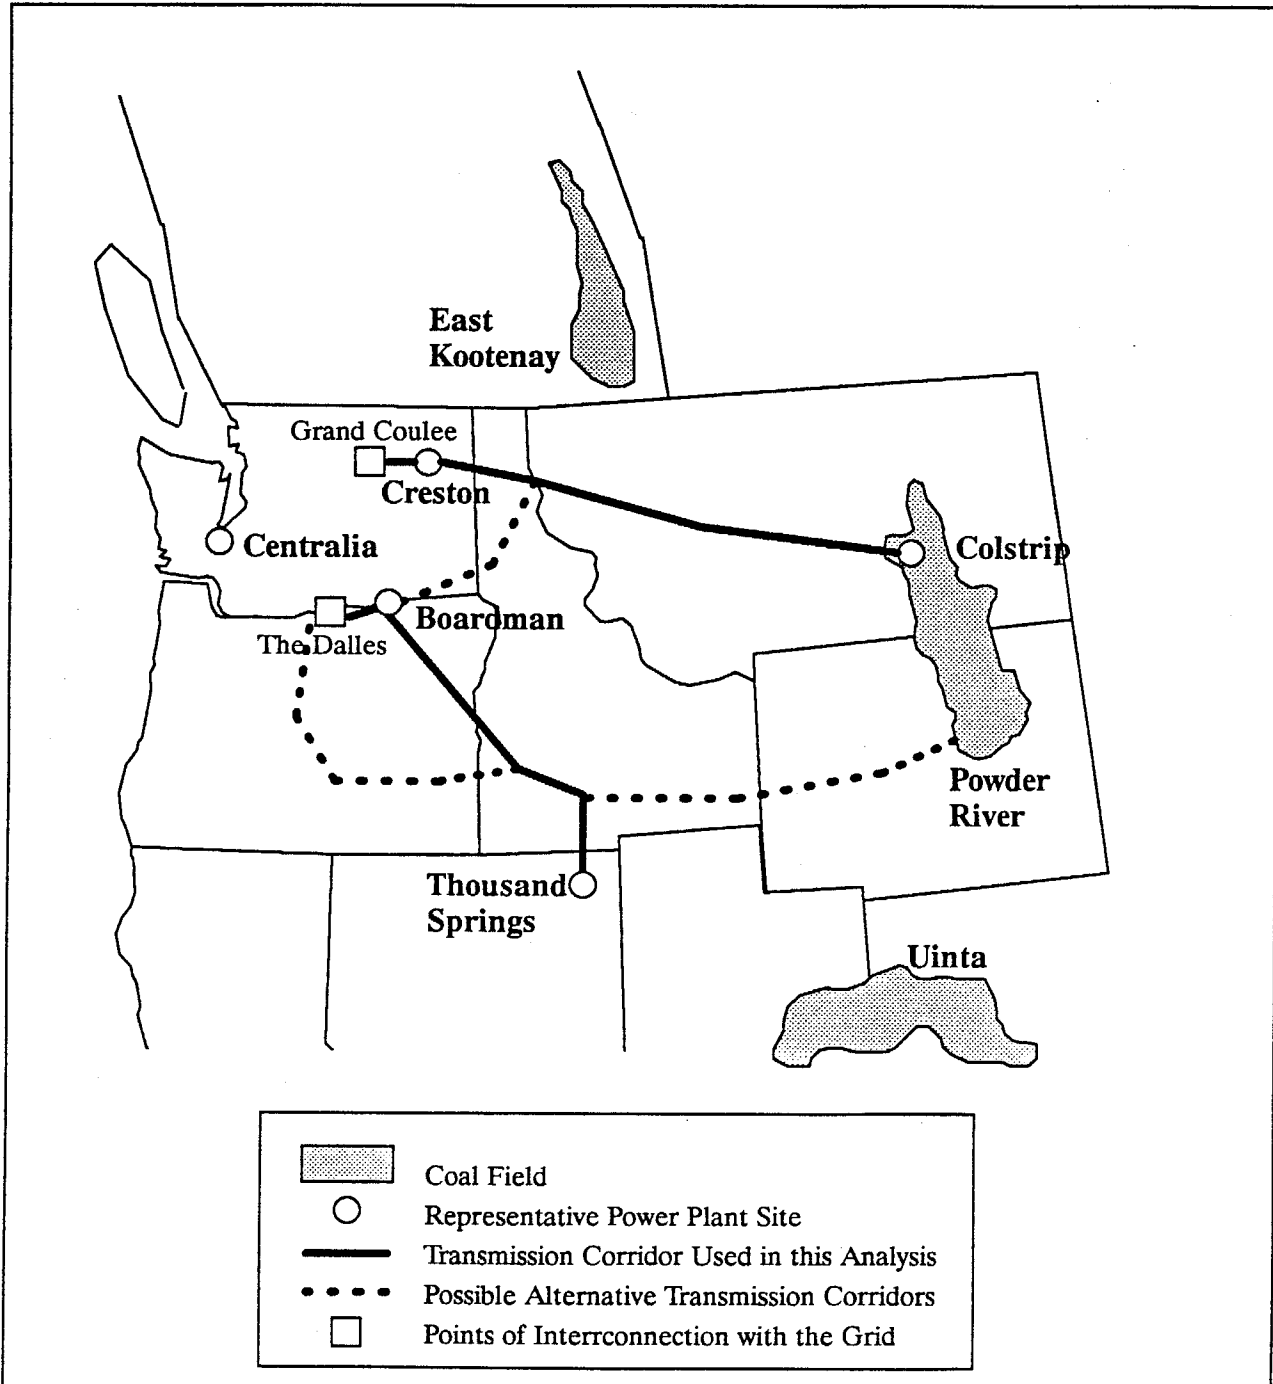 East
Kootenay
Grand Coulee
Creston
Centralia
Colstrip
Boardman
The Dalles
Powder
River
Thousand
Springs
Uinta
Coal Field
Representative Power Plant Site
Transmission Corridor Used in this Analysis
Possible Alternative Transmission Corridors
Points of Interrconnection with the Grid